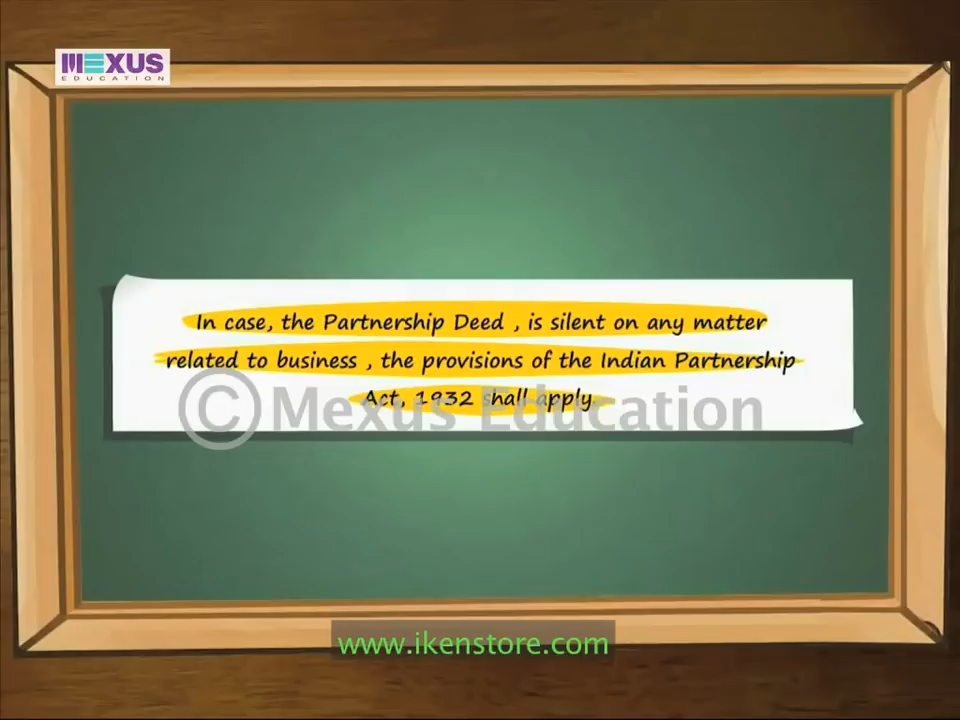 MEXUS
EDUCATION
In case, the Partnership Deed , is silent on any matter
related to business , the provisions of the Indian Partnership
Act, 1932 shall apply.
© Mexus Education
www.ikenstore.com